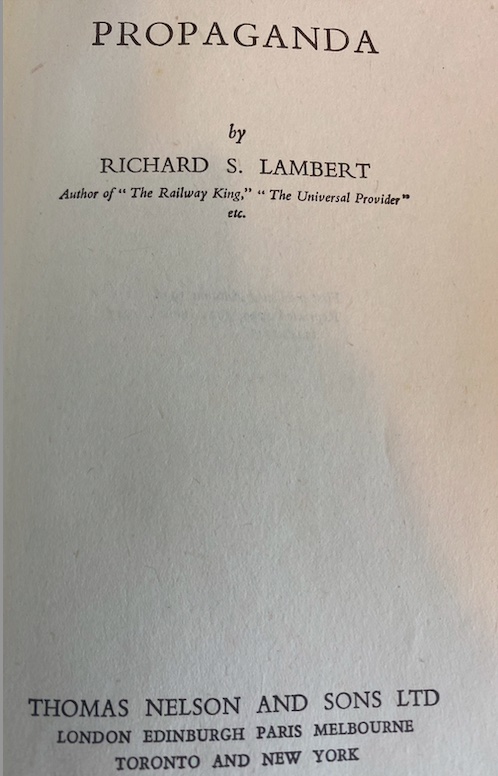 PROPAGANDA
by
RICHARD S. LAMBERT
Author of “ The Railway King,” “ The Universal Provider”
etc.
THOMAS NELSON AND SONS LTD
LONDON EDINBURGH PARIS MELBOURNE
TORONTO AND NEW YORK